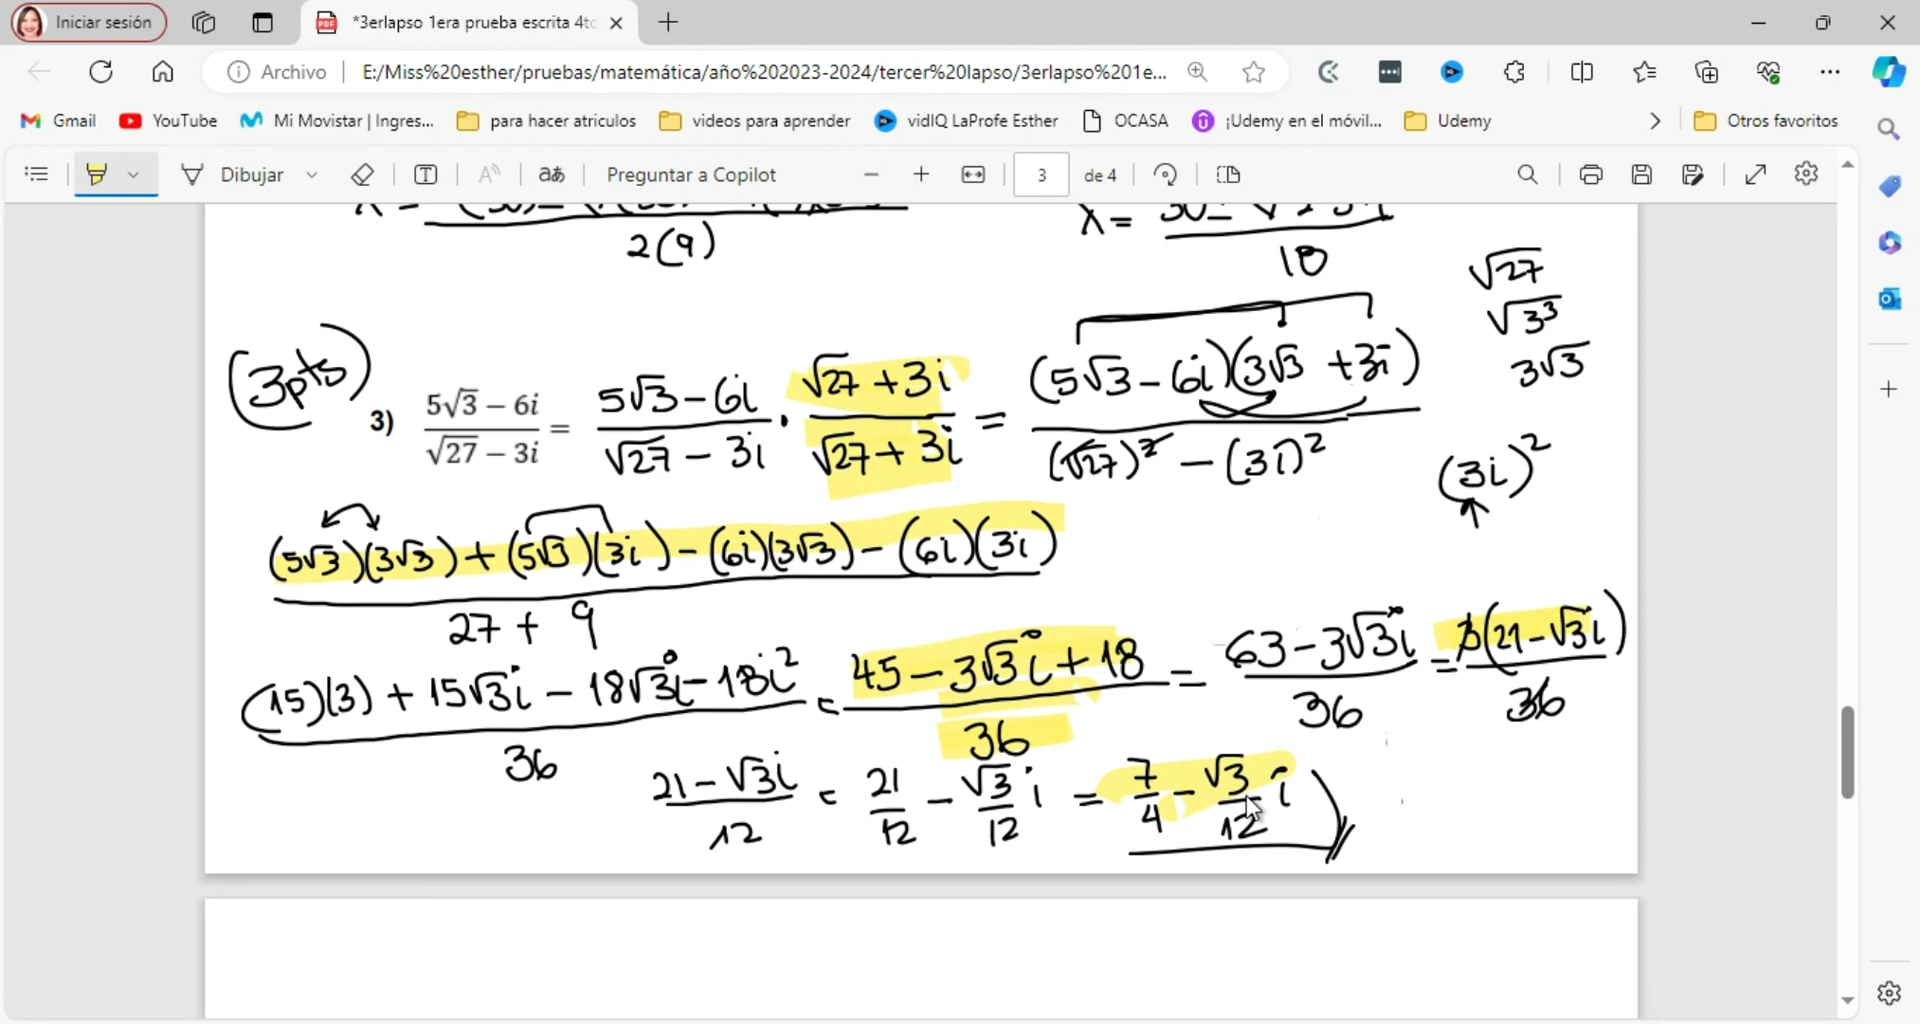 Iniciar sesión
*3erlapso 1era prueba escrita 4to
Archivo E:/Miss%20esther/pruebas/matemática/año%202023-2024/tercer%20lapso/3erlapso%201e...
Gmail YouTube Mi Movistar | Ingres... para hacer atriculos videos para aprender vidIQ LaProfe Esther OCASA ¡Udemy en el móvil... Udemy Otros favoritos
Dibujar aあ Preguntar a Copilot 3 de 4
2(9) 18
√27
√3³
3√3
(3pts)
3) (5√3 − 6i)/(√27 − 3i) = (5√3 − 6i)/(√27 − 3i) · (√27 + 3i)/(√27 + 3i) = (5√3 − 6i)(3√3 + 3i)/((√27)² − (3i)²)
(3i)²
((5√3)(3√3) + (5√3)(3i) − (6i)(3√3) − (6i)(3i))/(27 + 9)
((15)(3) + 15√3i − 18√3i − 18i²)/36 = (45 − 3√3i + 18)/36 = (63 − 3√3i)/36 = 3(21 − √3i)/36
(21 − √3i)/12 = 21/12 − √3/12 i = 7/4 − √3/12 i